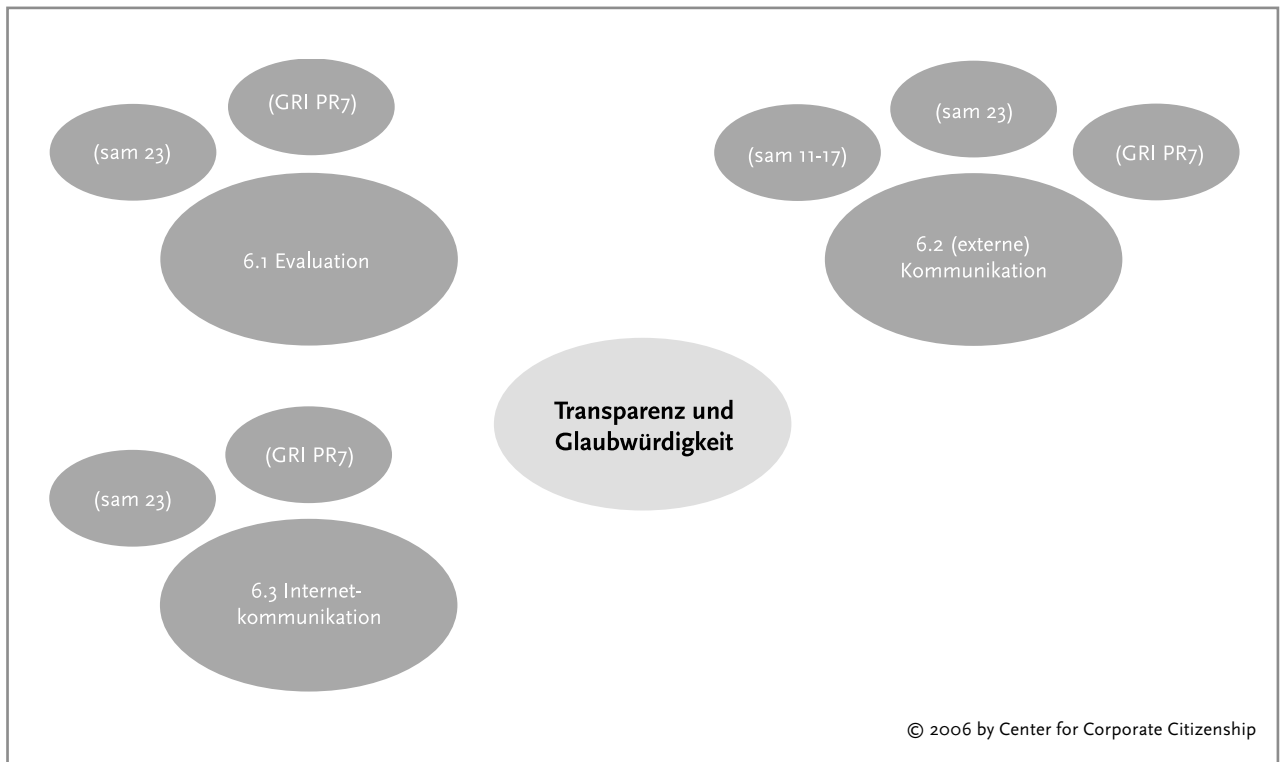 (GRI PR7)
(sam 23)
6.1 Evaluation
(sam 23)
(sam 11-17)
(GRI PR7)
6.2 (externe)
Kommunikation
Transparenz und
Glaubwürdigkeit
(GRI PR7)
(sam 23)
6.3 Internet-
kommunikation
© 2006 by Center for Corporate Citizenship